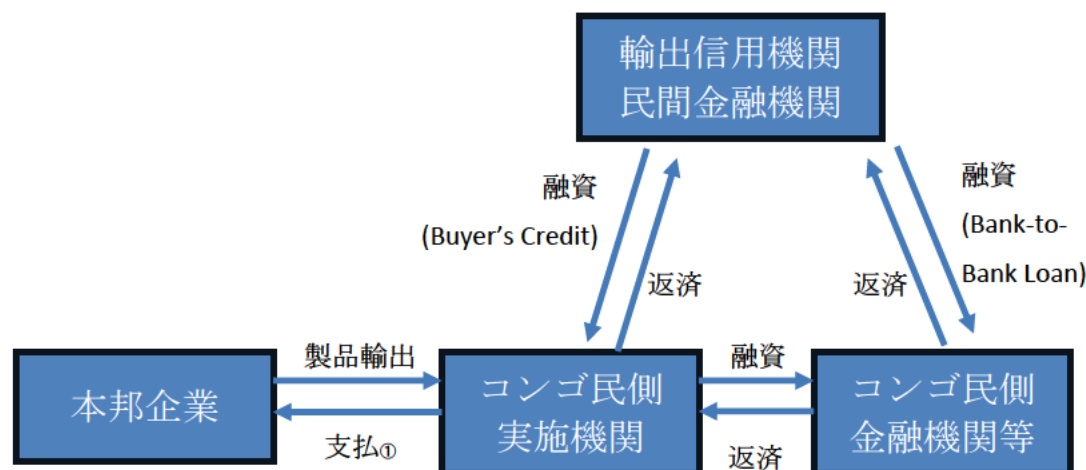 輸出信用機関
民間金融機関
融資
(Buyer's Credit)
返済
融資
(Bank-to-
Bank Loan)
返済
製品輸出
支払①
融資
返済
本邦企業
コンゴ民側
実施機関
コンゴ民側
金融機関等